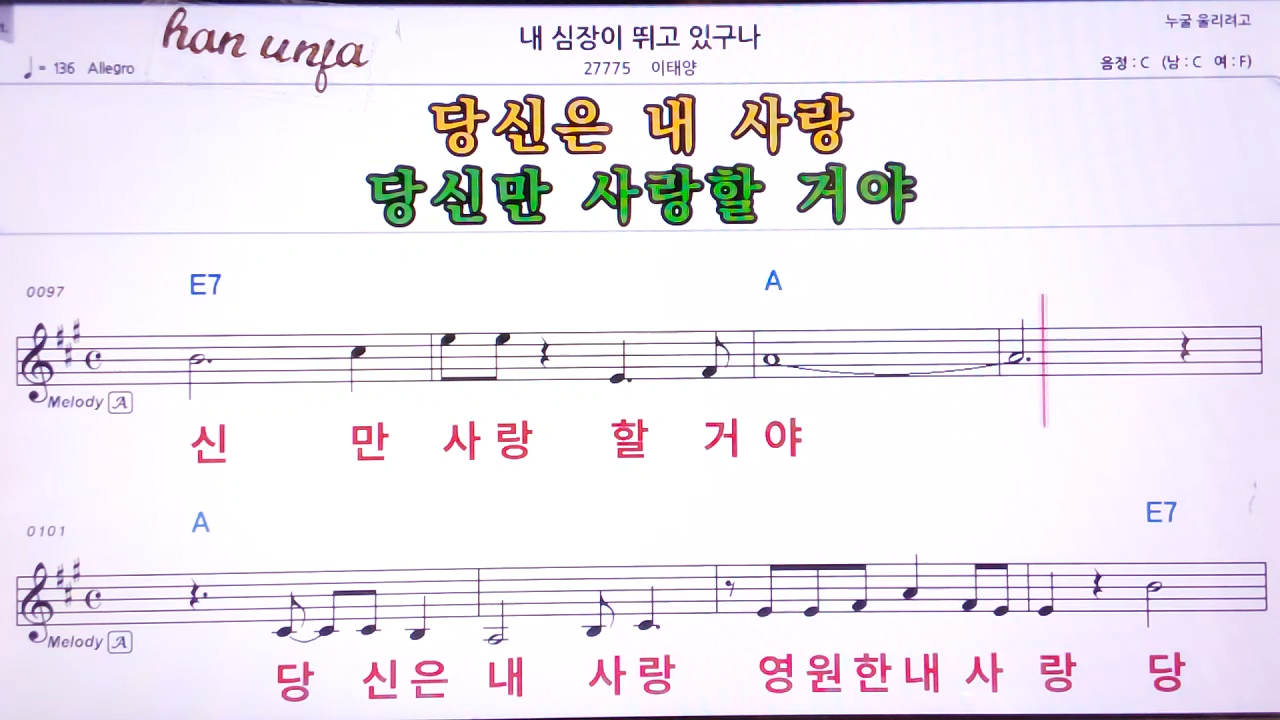 han unfa
내 심장이 뛰고 있구나
누굴 울리려고
♩= 136 Allegro
27775 이태양
음정 : C (남 : C 여 : F)
당신은 내 사랑
당신만 사랑할 거야
0097
E7 A
Melody A
신 만 사 랑 할 거 야
0101
A E7
Melody A
당 신 은 내 사 랑 영 원 한 내 사 랑 당